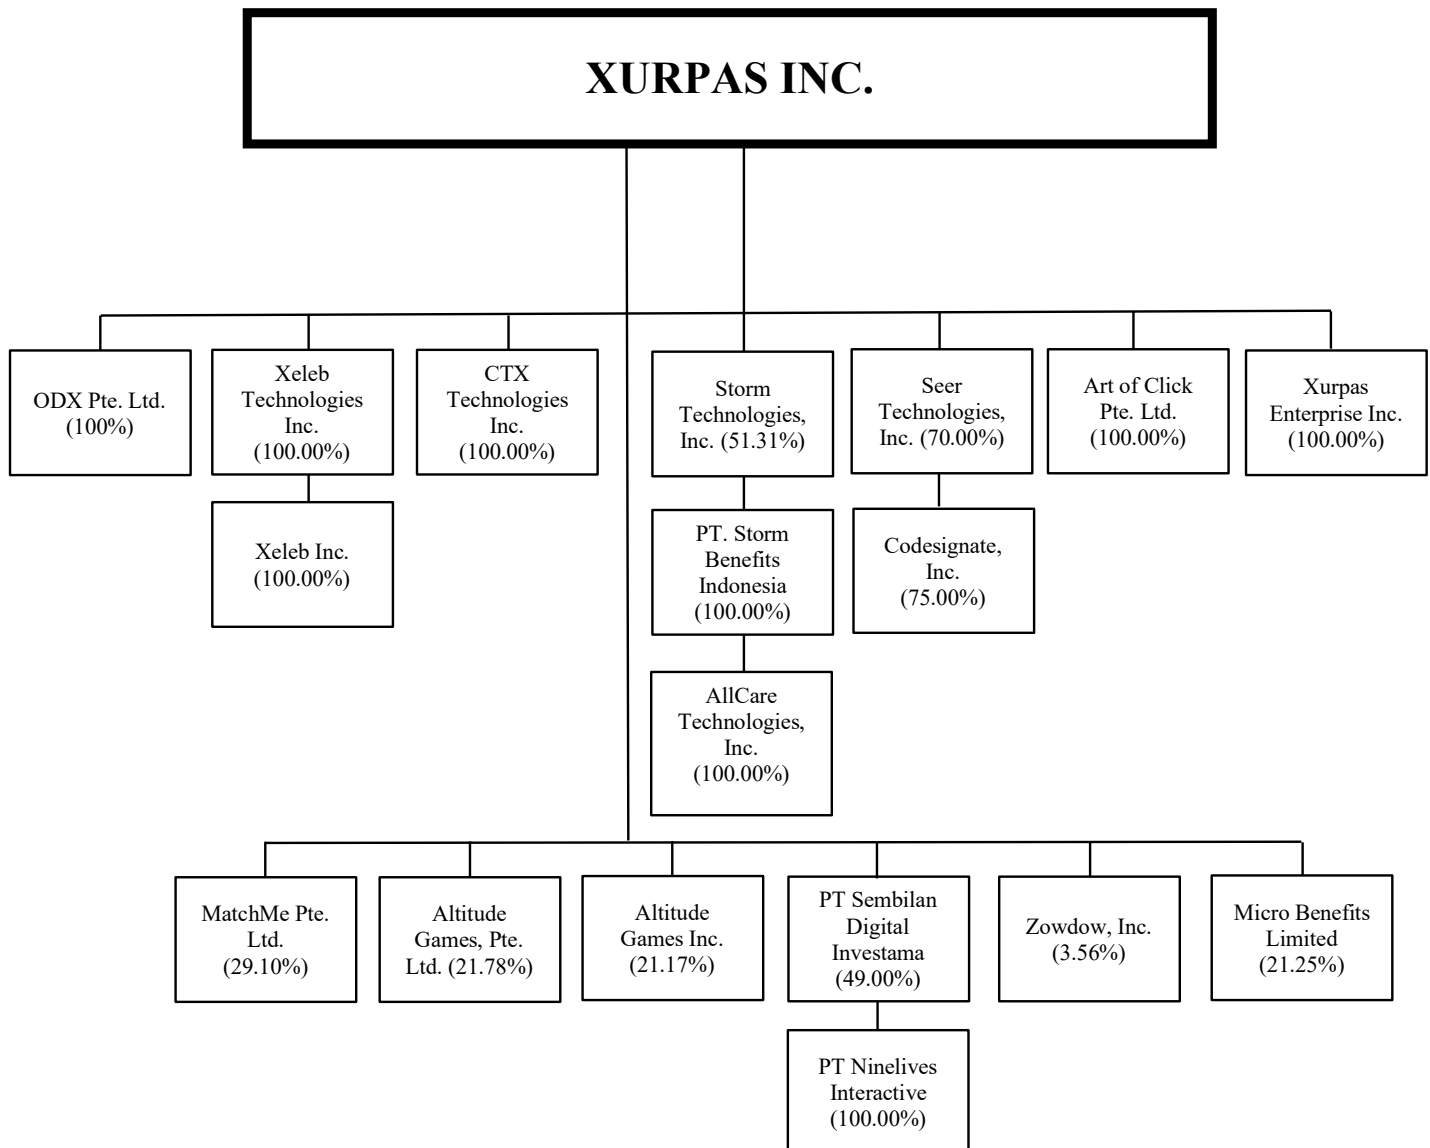 XURPAS INC.
ODX Pte. Ltd.
(100%)
Xeleb
Technologies
Inc.
(100.00%)
CTX
Technologies
Inc.
(100.00%)
Storm
Technologies,
Inc. (51.31%)
Seer
Technologies,
Inc. (70.00%)
Art of Click
Pte. Ltd.
(100.00%)
Xurpas
Enterprise Inc.
(100.00%)
Xeleb Inc.
(100.00%)
PT. Storm
Benefits
Indonesia
(100.00%)
Codesignate,
Inc.
(75.00%)
AllCare
Technologies,
Inc.
(100.00%)
MatchMe Pte.
Ltd.
(29.10%)
Altitude
Games, Pte.
Ltd. (21.78%)
Altitude
Games Inc.
(21.17%)
PT Sembilan
Digital
Investama
(49.00%)
Zowdow, Inc.
(3.56%)
Micro Benefits
Limited
(21.25%)
PT Ninelives
Interactive
(100.00%)